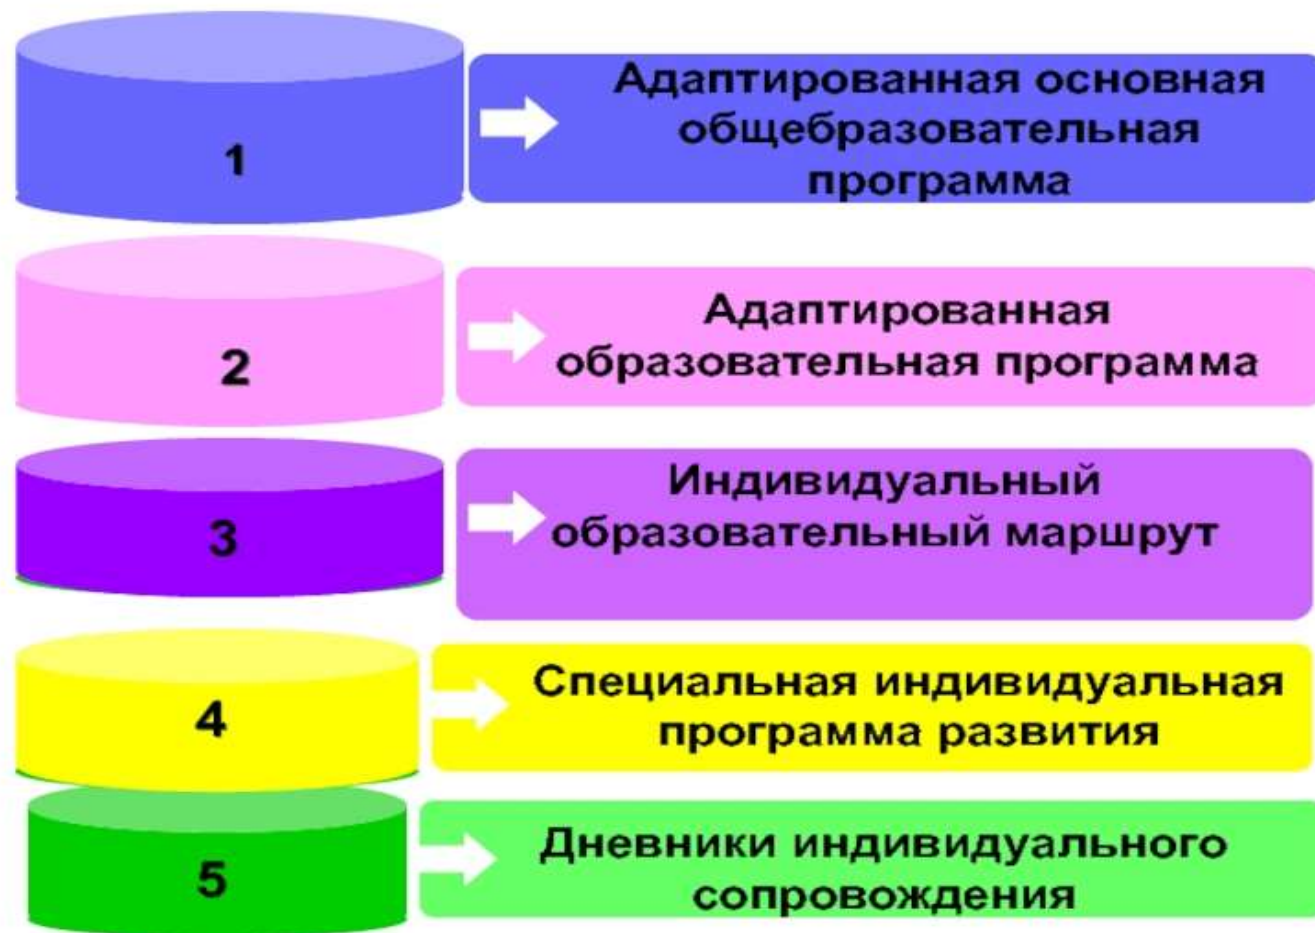 1
Адаптированная основная
общебразовательная
программа
2
Адаптированная
образовательная программа
3
Индивидуальный
образовательный маршрут
4
Специальная индивидуальная
программа развития
5
Дневники индивидуального
сопровождения